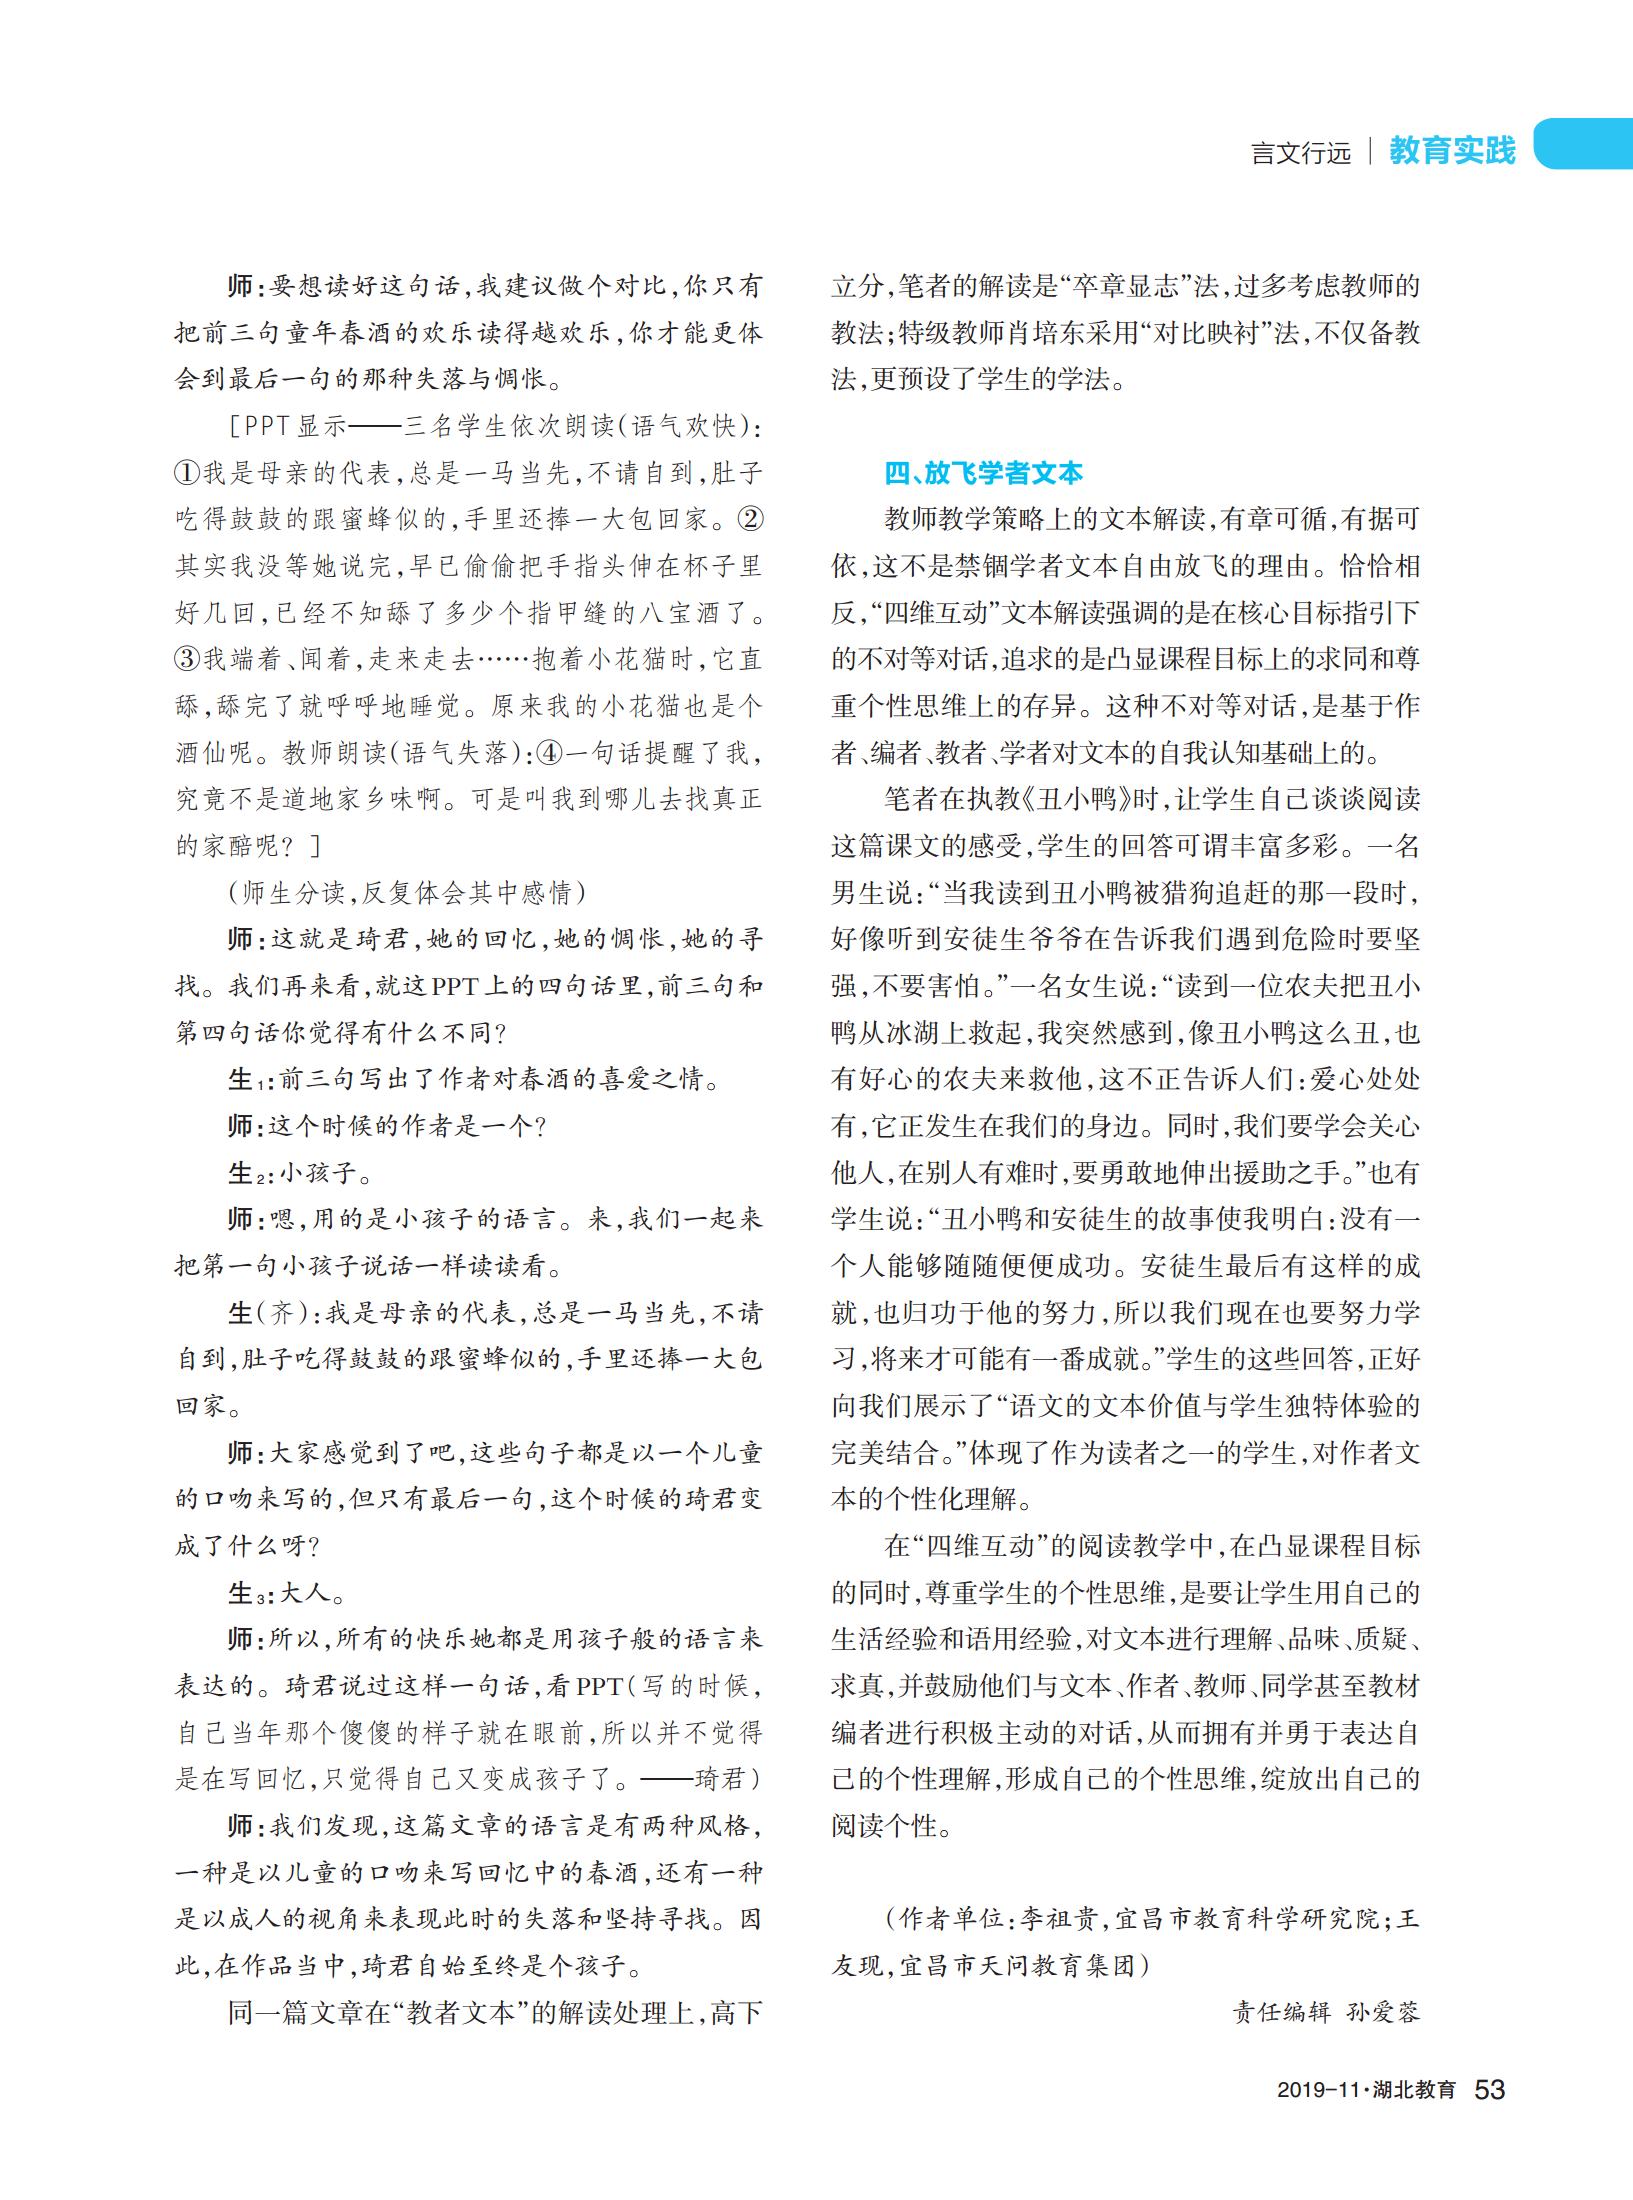 言文行远 | 教育实践
师:要想读好这句话,我建议做个对比,你只有
把前三句童年春酒的欢乐读得越欢乐,你才能更体
会到最后一句的那种失落与惆怅。
[PPT显示——三名学生依次朗读(语气欢快):
①我是母亲的代表,总是一马当先,不请自到,肚子
吃得鼓鼓的跟蜜蜂似的,手里还捧一大包回家。②
其实我没等她说完,早已偷偷把手指头伸在杯子里
好几回,已经不知舔了多少个指甲缝的八宝酒了。
③我端着、闻着,走来走去……抱着小花猫时,它直
舔,舔完了就呼呼地睡觉。原来我的小花猫也是个
酒仙呢。教师朗读(语气失落):④一句话提醒了我,
究竟不是道地家乡味啊。可是叫我到哪儿去找真正
的家醅呢?]
(师生分读,反复体会其中感情)
师:这就是琦君,她的回忆,她的惆怅,她的寻
找。我们再来看,就这PPT上的四句话里,前三句和
第四句话你觉得有什么不同?
生1:前三句写出了作者对春酒的喜爱之情。
师:这个时候的作者是一个?
生2:小孩子。
师:嗯,用的是小孩子的语言。来,我们一起来
把第一句小孩子说话一样读读看。
生(齐):我是母亲的代表,总是一马当先,不请
自到,肚子吃得鼓鼓的跟蜜蜂似的,手里还捧一大包
回家。
师:大家感觉到了吧,这些句子都是以一个儿童
的口吻来写的,但只有最后一句,这个时候的琦君变
成了什么呀?
生3:大人。
师:所以,所有的快乐她都是用孩子般的语言来
表达的。琦君说过这样一句话,看PPT(写的时候,
自己当年那个傻傻的样子就在眼前,所以并不觉得
是在写回忆,只觉得自己又变成孩子了。——琦君)
师:我们发现,这篇文章的语言是有两种风格,
一种是以儿童的口吻来写回忆中的春酒,还有一种
是以成人的视角来表现此时的失落和坚持寻找。因
此,在作品当中,琦君自始至终是个孩子。
同一篇文章在“教者文本”的解读处理上,高下
立分,笔者的解读是“卒章显志”法,过多考虑教师的
教法;特级教师肖培东采用“对比映衬”法,不仅备教
法,更预设了学生的学法。
四、放飞学者文本
教师教学策略上的文本解读,有章可循,有据可
依,这不是禁锢学者文本自由放飞的理由。恰恰相
反,“四维互动”文本解读强调的是在核心目标指引下
的不对等对话,追求的是凸显课程目标上的求同和尊
重个性思维上的存异。这种不对等对话,是基于作
者、编者、教者、学者对文本的自我认知基础上的。
笔者在执教《丑小鸭》时,让学生自己谈谈阅读
这篇课文的感受,学生的回答可谓丰富多彩。一名
男生说:“当我读到丑小鸭被猎狗追赶的那一段时,
好像听到安徒生爷爷在告诉我们遇到危险时要坚
强,不要害怕。”一名女生说:“读到一位农夫把丑小
鸭从冰湖上救起,我突然感到,像丑小鸭这么丑,也
有好心的农夫来救他,这不正告诉人们:爱心处处
有,它正发生在我们的身边。同时,我们要学会关心
他人,在别人有难时,要勇敢地伸出援助之手。”也有
学生说:“丑小鸭和安徒生的故事使我明白:没有一
个人能够随随便便成功。安徒生最后有这样的成
就,也归功于他的努力,所以我们现在也要努力学
习,将来才可能有一番成就。”学生的这些回答,正好
向我们展示了“语文的文本价值与学生独特体验的
完美结合。”体现了作为读者之一的学生,对作者文
本的个性化理解。
在“四维互动”的阅读教学中,在凸显课程目标
的同时,尊重学生的个性思维,是要让学生用自己的
生活经验和语用经验,对文本进行理解、品味、质疑、
求真,并鼓励他们与文本、作者、教师、同学甚至教材
编者进行积极主动的对话,从而拥有并勇于表达自
己的个性理解,形成自己的个性思维,绽放出自己的
阅读个性。
(作者单位:李祖贵,宜昌市教育科学研究院;王
友现,宜昌市天问教育集团)
责任编辑 孙爱蓉
2019-11·湖北教育 53